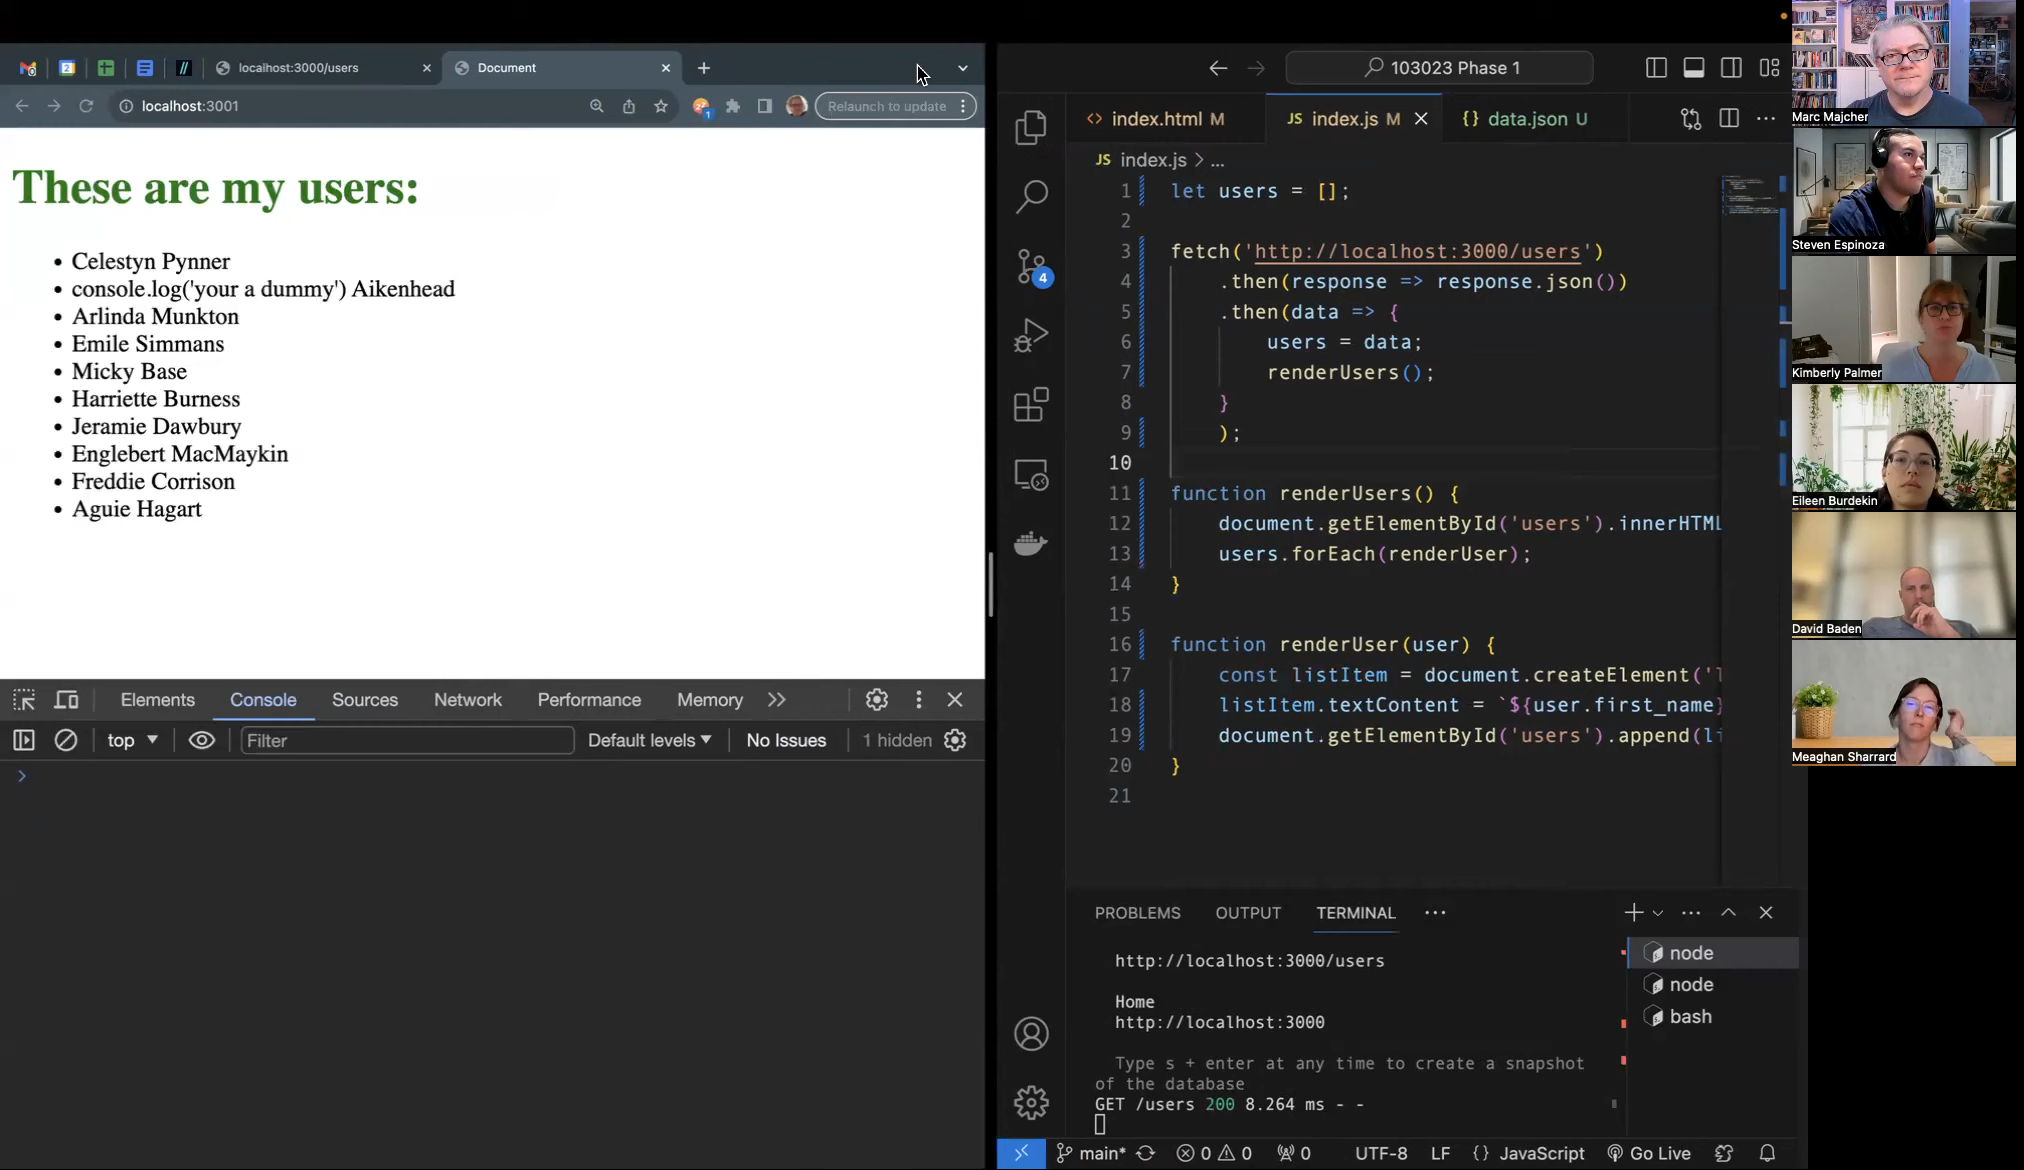 localhost:3000/users
Document
localhost:3001
Relaunch to update
These are my users:
Celestyn Pynner
console.log('your a dummy') Aikenhead
Arlinda Munkton
Emile Simmans
Micky Base
Harriette Burness
Jeramie Dawbury
Englebert MacMaykin
Freddie Corrison
Aguie Hagart
Elements Console Sources Network Performance Memory
top Filter Default levels No Issues 1 hidden
103023 Phase 1
index.html M JS index.js M {} data.json U
JS index.js > ...
4
1 let users = [];
2
3 fetch('http://localhost:3000/users')
4 .then(response => response.json())
5 .then(data => {
6 users = data;
7 renderUsers();
8 }
9 );
10
11 function renderUsers() {
12 document.getElementById('users').innerHTML
13 users.forEach(renderUser);
14 }
15
16 function renderUser(user) {
17 const listItem = document.createElement('
18 listItem.textContent = `${user.first_name}
19 document.getElementById('users').append(li
20 }
21
PROBLEMS OUTPUT TERMINAL
http://localhost:3000/users
Home
http://localhost:3000
Type s + enter at any time to create a snapshot
of the database
GET /users 200 8.264 ms - -
node
node
bash
main* 0 0 0 UTF-8 LF {} JavaScript Go Live
Marc Majcher
Steven Espinoza
Kimberly Palmer
Eileen Burdekin
David Baden
Meaghan Sharrard